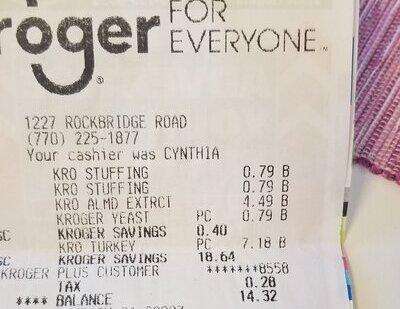 roger FOR
EVERYONE.
1227 ROCKBRIDGE ROAD
(770) 225-1877
Your cashier was CYNTHIA
KRO STUFFING 0.79 B
KRO STUFFING 0.79 B
KRO ALMD EXTRCT 4.49 B
KROGER YEAST PC 0.79 B
SC KROGER SAVINGS 0.40
KRO TURKEY PC 7.18 B
SC KROGER SAVINGS 18.64
KROGER PLUS CUSTOMER *******8558
TAX 0.28
**** BALANCE 14.32